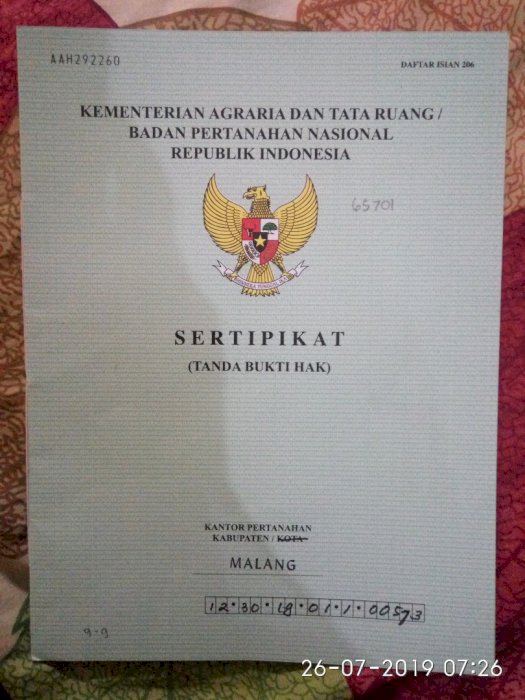 AAH292260
DAFTAR ISIAN 206
KEMENTERIAN AGRARIA DAN TATA RUANG /
BADAN PERTANAHAN NASIONAL
REPUBLIK INDONESIA
65701
SERTIPIKAT
(TANDA BUKTI HAK)
KANTOR PERTANAHAN
KABUPATEN / KOTA
MALANG
12.30.19.01.1.00573
9-9
26-07-2019 07:26